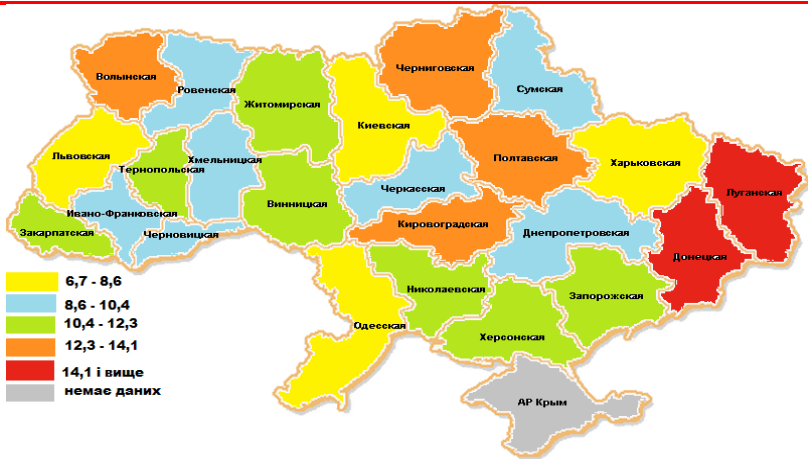 Волынская
Ровенская
Житомирская
Киевская
Черниговская
Сумская
Львовская
Тернопольская
Хмельницкая
Винницкая
Черкасская
Полтавская
Харьковская
Луганская
Закарпатская
Ивано-Франковская
Черновицкая
Кировоградская
Днепропетровская
Донецкая
Николаевская
Запорожская
Одесская
Херсонская
АР Крым
6,7 - 8,6
8,6 - 10,4
10,4 - 12,3
12,3 - 14,1
14,1 і вище
немає даних